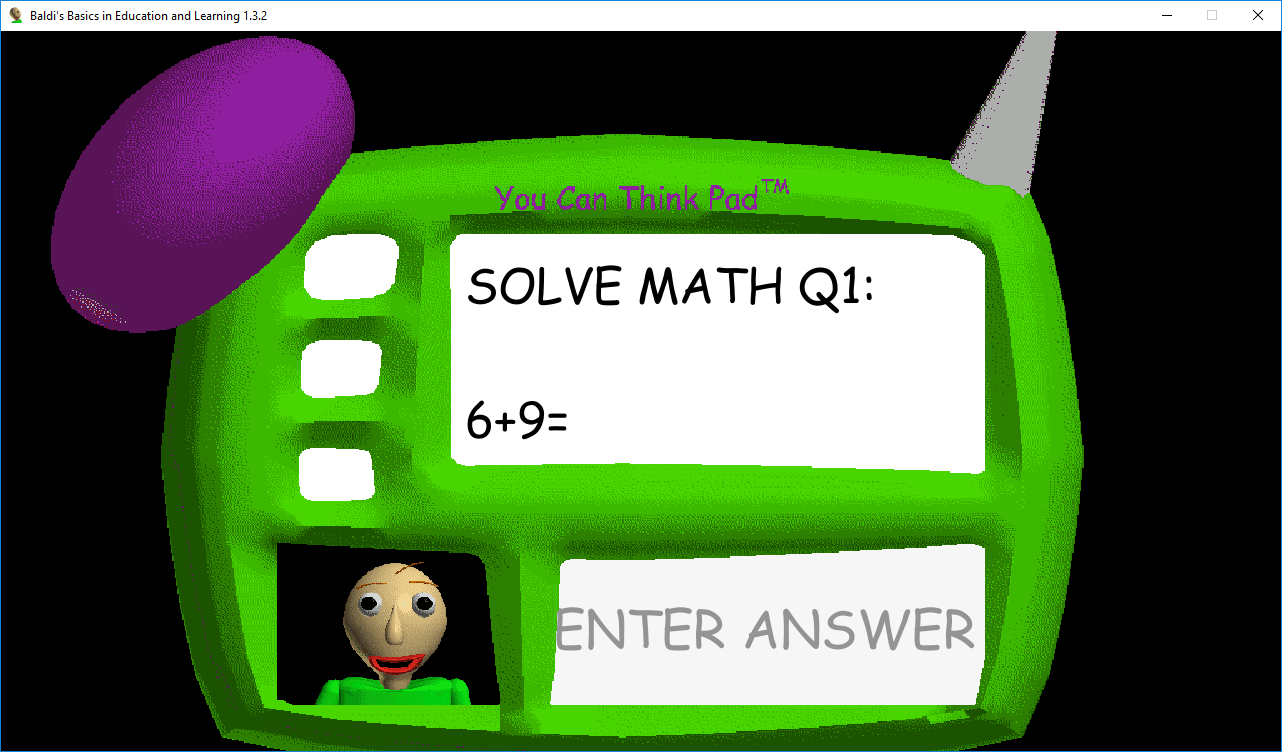 Baldi's Basics in Education and Learning 1.3.2
You Can Think Pad™
SOLVE MATH Q1:
6+9=
ENTER ANSWER